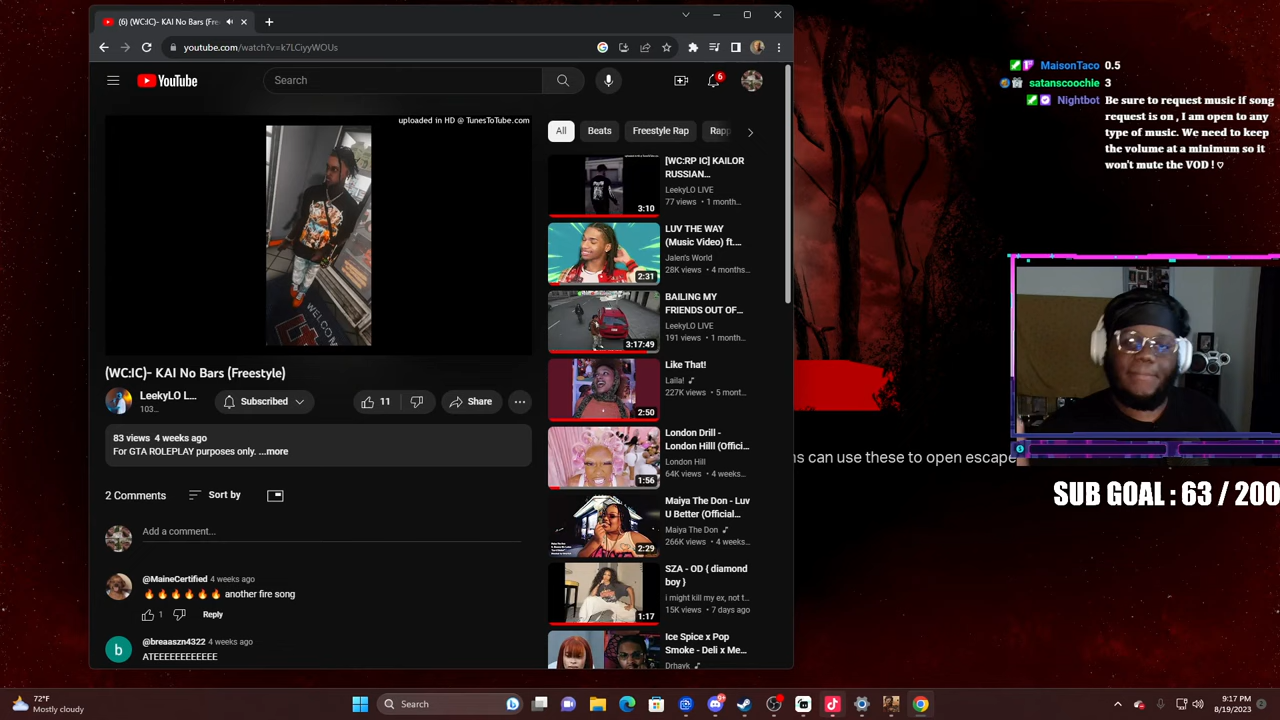 (6) (WC:IC)- KAI No Bars (Fre
youtube.com/watch?v=k7LCiyyWOUs
YouTube
Search
6
uploaded in HD @ TunesToTube.com
WELCOM
(WC:IC)- KAI No Bars (Freestyle)
LeekyLO L...
103...
Subscribed
11
Share
83 views 4 weeks ago
For GTA ROLEPLAY purposes only. ...more
2 Comments
Sort by
Add a comment...
@MaineCertified 4 weeks ago
🔥🔥🔥🔥🔥🔥 another fire song
1
Reply
b
@breaaszn4322 4 weeks ago
ATEEEEEEEEEEE
All
Beats
Freestyle Rap
Rapp
3:10
[WC:RP IC] KAILOR
RUSSIAN...
LeekyLO LIVE
77 views • 1 month...
2:31
LUV THE WAY
(Music Video) ft....
Jalen's World
28K views • 4 months...
3:17:49
BAILING MY
FRIENDS OUT OF...
LeekyLO LIVE
191 views • 1 month...
2:50
Like That!
Laila!
227K views • 5 mont...
1:56
London Drill -
London Hill (Offici...
London Hill
64K views • 4 weeks...
2:29
Maiya The Don - Luv
U Better (Official...
Maiya The Don
266K views • 4 week...
1:17
SZA - OD { diamond
boy }
i might kill my ex, not t...
15K views • 7 days ago
Ice Spice x Pop
Smoke - Deli x Me...
Drhavk
MaisonTaco 0.5
satanscoochie 3
Nightbot Be sure to request music if song
request is on , I am open to any
type of music. We need to keep
the volume at a minimum so it
won't mute the VOD ! ♡
ns can use these to open escape
SUB GOAL : 63 / 200
72°F
Mostly cloudy
Search
9:17 PM
8/19/2023